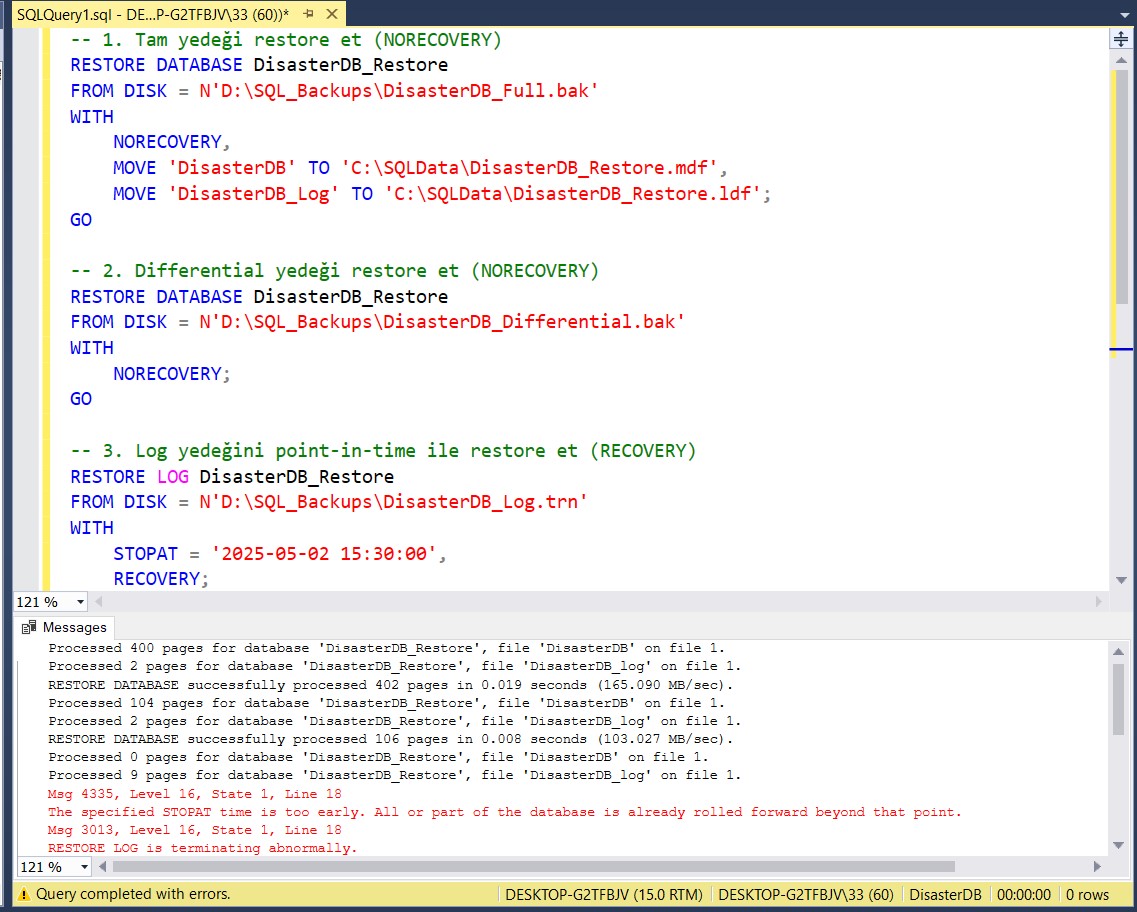 SQLQuery1.sql - DE...P-G2TFBJV\33 (60))*
-- 1. Tam yedeği restore et (NORECOVERY)
RESTORE DATABASE DisasterDB_Restore
FROM DISK = N'D:\SQL_Backups\DisasterDB_Full.bak'
WITH
    NORECOVERY,
    MOVE 'DisasterDB' TO 'C:\SQLData\DisasterDB_Restore.mdf',
    MOVE 'DisasterDB_Log' TO 'C:\SQLData\DisasterDB_Restore.ldf';
GO
-- 2. Differential yedeği restore et (NORECOVERY)
RESTORE DATABASE DisasterDB_Restore
FROM DISK = N'D:\SQL_Backups\DisasterDB_Differential.bak'
WITH
    NORECOVERY;
GO
-- 3. Log yedeğini point-in-time ile restore et (RECOVERY)
RESTORE LOG DisasterDB_Restore
FROM DISK = N'D:\SQL_Backups\DisasterDB_Log.trn'
WITH
    STOPAT = '2025-05-02 15:30:00',
    RECOVERY;
121 %
Messages
Processed 400 pages for database 'DisasterDB_Restore', file 'DisasterDB' on file 1.
Processed 2 pages for database 'DisasterDB_Restore', file 'DisasterDB_log' on file 1.
RESTORE DATABASE successfully processed 402 pages in 0.019 seconds (165.090 MB/sec).
Processed 104 pages for database 'DisasterDB_Restore', file 'DisasterDB' on file 1.
Processed 2 pages for database 'DisasterDB_Restore', file 'DisasterDB_log' on file 1.
RESTORE DATABASE successfully processed 106 pages in 0.008 seconds (103.027 MB/sec).
Processed 0 pages for database 'DisasterDB_Restore', file 'DisasterDB' on file 1.
Processed 9 pages for database 'DisasterDB_Restore', file 'DisasterDB_log' on file 1.
Msg 4335, Level 16, State 1, Line 18
The specified STOPAT time is too early. All or part of the database is already rolled forward beyond that point.
Msg 3013, Level 16, State 1, Line 18
RESTORE LOG is terminating abnormally.
121 %
Query completed with errors. DESKTOP-G2TFBJV (15.0 RTM) DESKTOP-G2TFBJV\33 (60) DisasterDB 00:00:00 0 rows